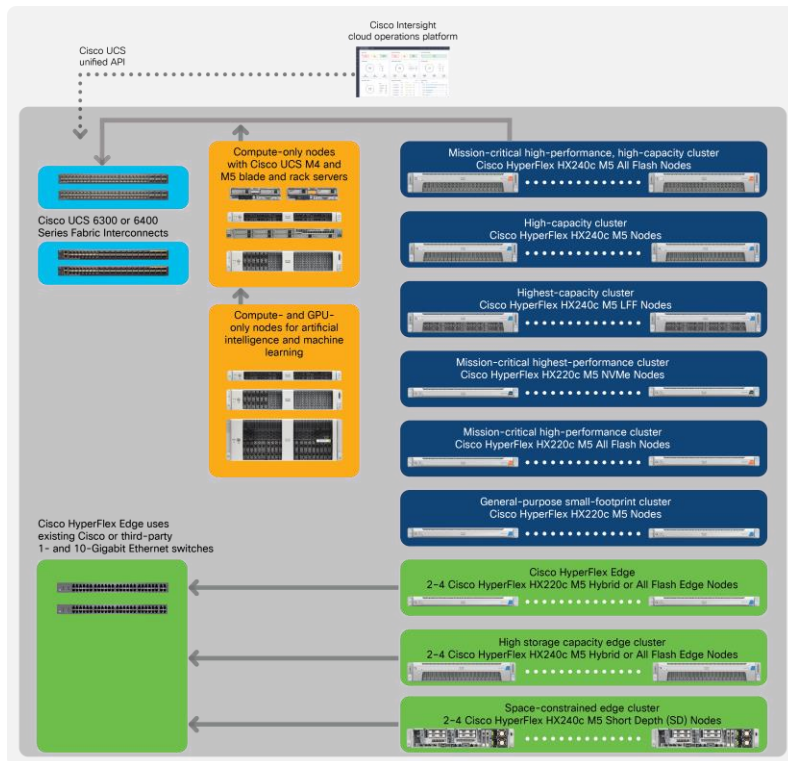 Cisco Intersight
cloud operations platform
Cisco UCS
unified API
Cisco UCS 6300 or 6400
Series Fabric Interconnects
Compute-only nodes
with Cisco UCS M4 and
M5 blade and rack servers
Compute- and GPU-
only nodes for artificial
intelligence and machine
learning
Mission-critical high-performance, high-capacity cluster
Cisco HyperFlex HX240c M5 All Flash Nodes
High-capacity cluster
Cisco HyperFlex HX240c M5 Nodes
Highest-capacity cluster
Cisco HyperFlex HX240c M5 LFF Nodes
Mission-critical highest-performance cluster
Cisco HyperFlex HX220c M5 NVMe Nodes
Mission-critical high-performance cluster
Cisco HyperFlex HX220c M5 All Flash Nodes
General-purpose small-footprint cluster
Cisco HyperFlex HX220c M5 Nodes
Cisco HyperFlex Edge uses
existing Cisco or third-party
1- and 10-Gigabit Ethernet switches
Cisco HyperFlex Edge
2-4 Cisco HyperFlex HX220c M5 Hybrid or All Flash Edge Nodes
High storage capacity edge cluster
2-4 Cisco HyperFlex HX240c M5 Hybrid or All Flash Edge Nodes
Space-constrained edge cluster
2-4 Cisco HyperFlex HX240c M5 Short Depth (SD) Nodes